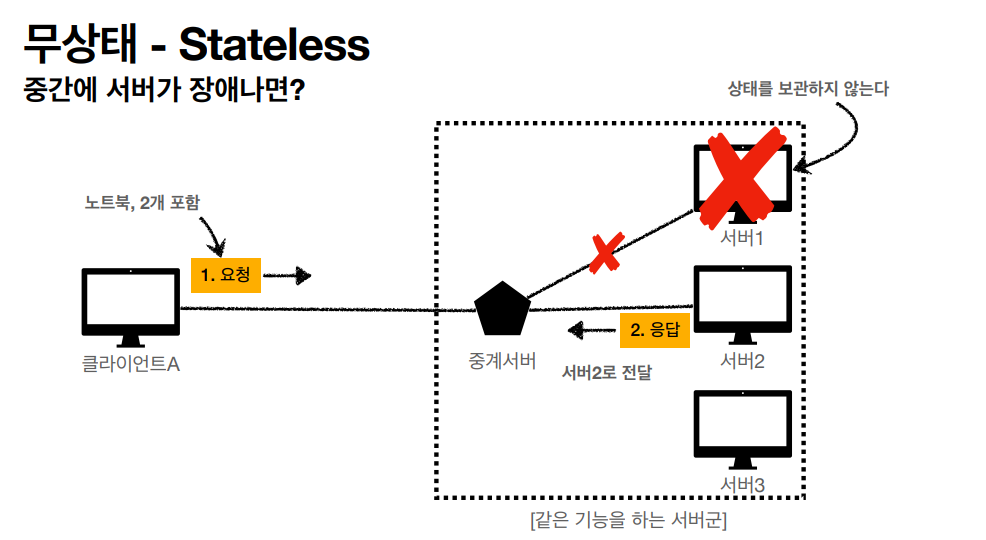 무상태 - Stateless
중간에 서버가 장애나면?
상태를 보관하지 않는다
노트북, 2개 포함
1. 요청
서버1
2. 응답
클라이언트A
중계서버
서버2로 전달
서버2
서버3
[같은 기능을 하는 서버군]